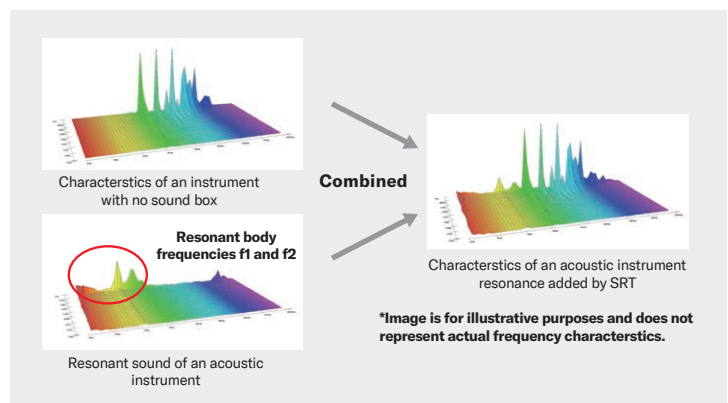 Characterstics of an instrument
with no sound box
Combined
Resonant body
frequencies f1 and f2
Resonant sound of an acoustic
instrument
Characterstics of an acoustic instrument
resonance added by SRT
*Image is for illustrative purposes and does not
represent actual frequency characterstics.